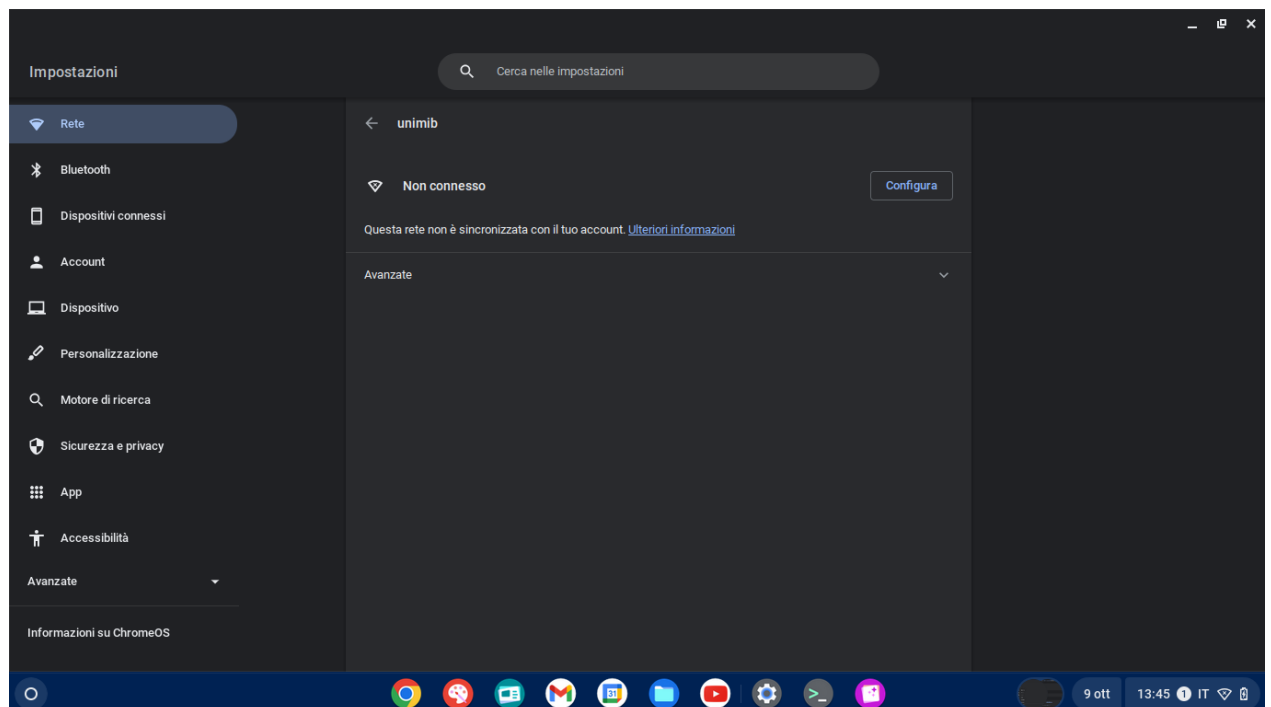 Impostazioni
Cerca nelle impostazioni
Rete
Bluetooth
Dispositivi connessi
Account
Dispositivo
Personalizzazione
Motore di ricerca
Sicurezza e privacy
App
Accessibilità
Avanzate
Informazioni su ChromeOS
unimib
Non connesso
Configura
Questa rete non è sincronizzata con il tuo account. Ulteriori informazioni
Avanzate
31
9 ott
13:45 1 IT